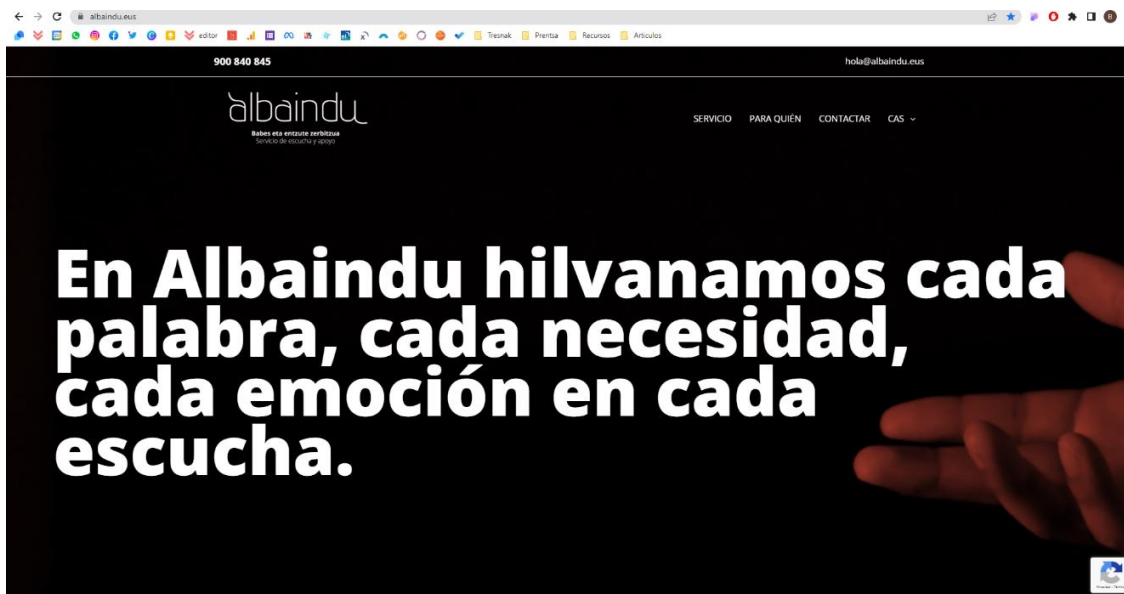 albaindu.eus
editor
Tresnak
Prentsa
Recursos
Articulos
900 840 845
hola@albaindu.eus
albaindu
Babes eta entzute zerbitzua
Servicio de escucha y apoyo
SERVICIO
PARA QUIÉN
CONTACTAR
CAS
En Albaindu hilvanamos cada
palabra, cada necesidad,
cada emoción en cada
escucha.